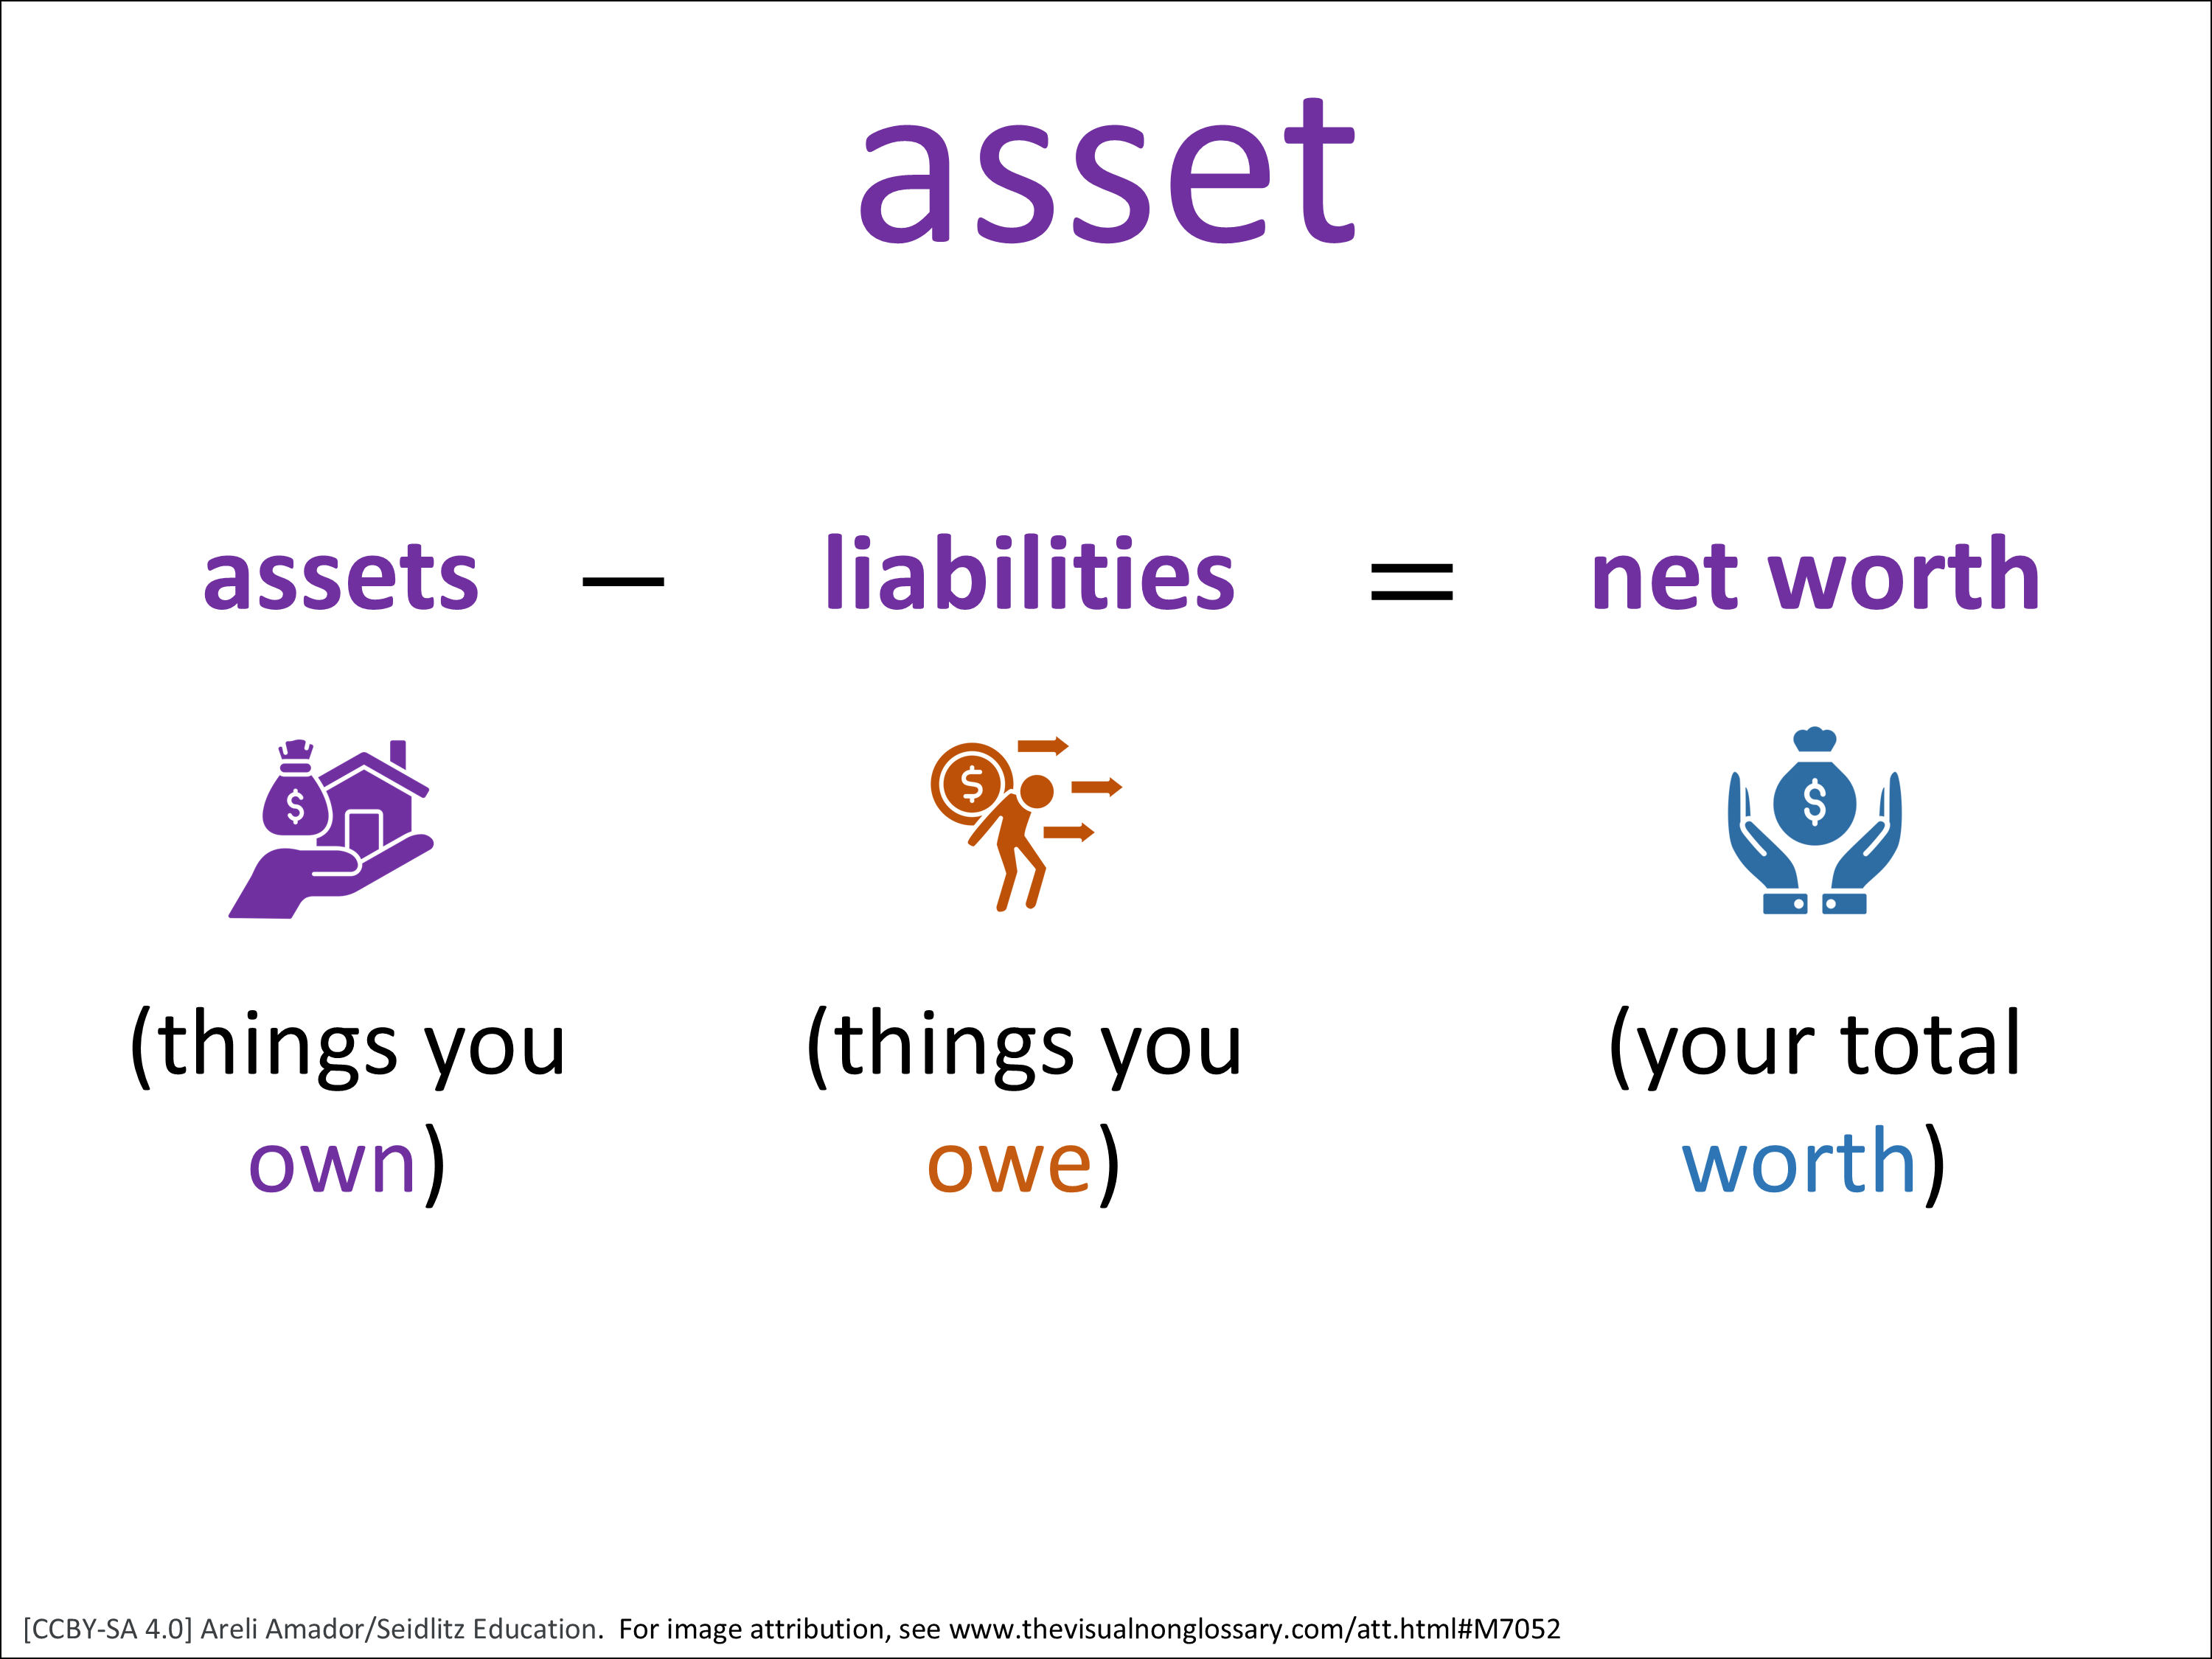 asset
assets — liabilities = net worth
$ $ $
(things you (things you (your total
own) owe) worth)
[CCBY-SA 4.0] Areli Amador/Seidlitz Education. For image attribution, see www.thevisualnonglossary.com/att.html#M7052